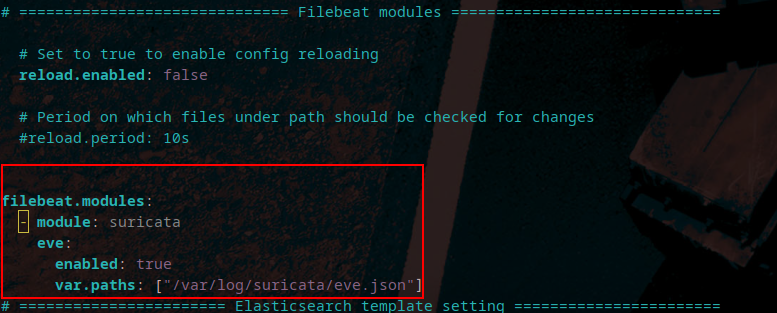 # ============================== Filebeat modules ==============================
  # Set to true to enable config reloading
  reload.enabled: false
  # Period on which files under path should be checked for changes
  #reload.period: 10s
filebeat.modules:
  - module: suricata
    eve:
      enabled: true
      var.paths: ["/var/log/suricata/eve.json"]
# ======================= Elasticsearch template setting =======================